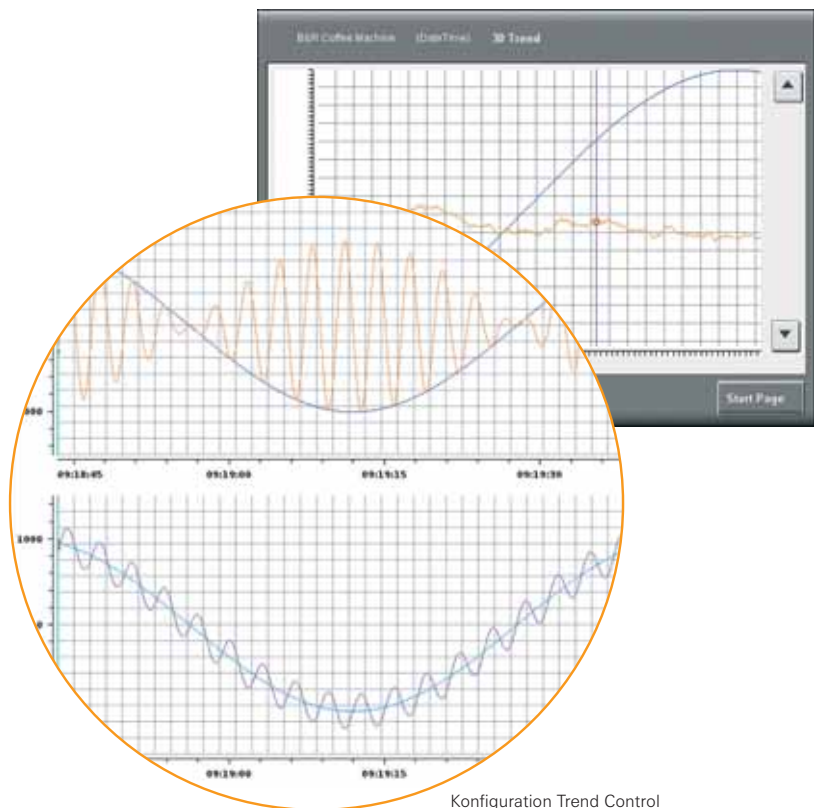 B&R Coffee Machine (DateTime) 3D Trend
Start Page
000
09:18:45 09:19:00 09:19:15 09:19:30
1000
0
09:19:00 09:19:15
Konfiguration Trend Control